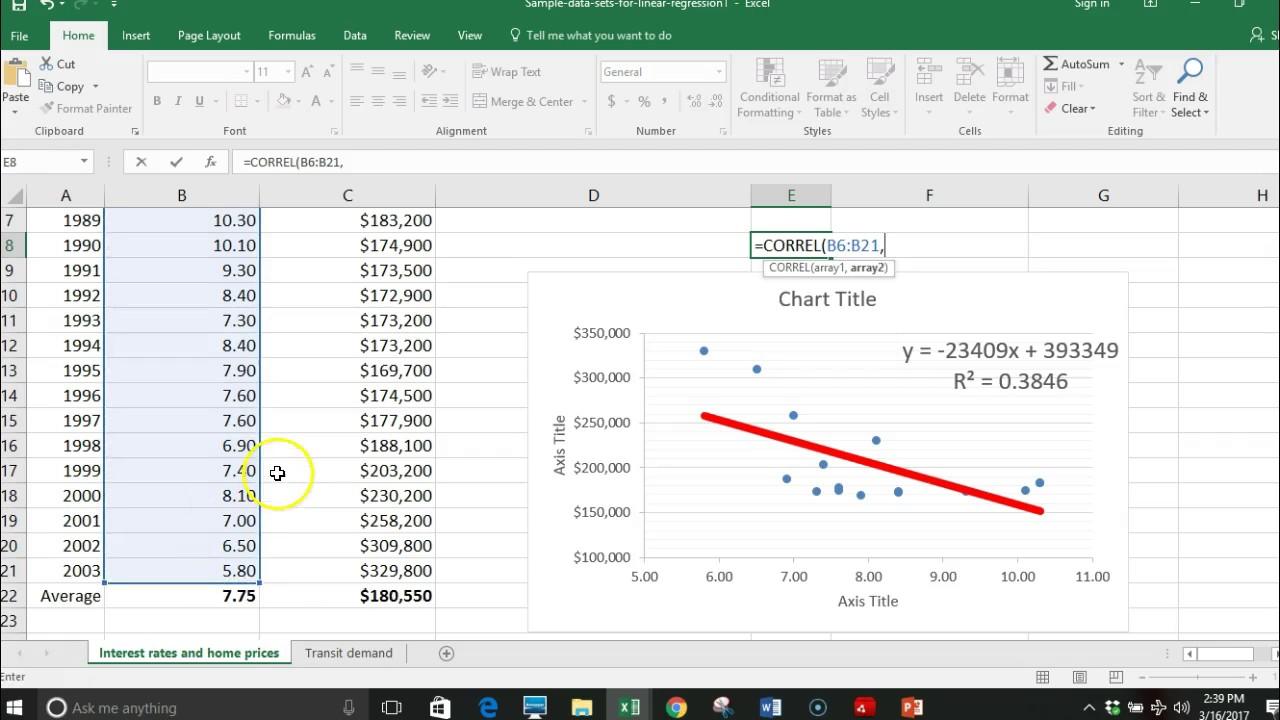 Sample-data-sets-for-linear-regression1 - Excel
Sign in
File Home Insert Page Layout Formulas Data Review View Tell me what you want to do
Paste
Cut
Copy
Format Painter
Clipboard
11
Font
Wrap Text
Merge & Center
Alignment
General
Number
Conditional Formatting
Format as Table
Cell Styles
Styles
Insert
Delete
Format
Cells
AutoSum
Fill
Clear
Sort & Filter
Find & Select
Editing
E8 =CORREL(B6:B21,
A B C D E F G H
7 1989 10.30 $183,200
8 1990 10.10 $174,900 =CORREL(B6:B21,
CORREL(array1, array2)
9 1991 9.30 $173,500
10 1992 8.40 $172,900
11 1993 7.30 $173,200
12 1994 8.40 $173,200
13 1995 7.90 $169,700
14 1996 7.60 $174,500
15 1997 7.60 $177,900
16 1998 6.90 $188,100
17 1999 7.40 $203,200
18 2000 8.10 $230,200
19 2001 7.00 $258,200
20 2002 6.50 $309,800
21 2003 5.80 $329,800
22 Average 7.75 $180,550
23
Chart Title
y = -23409x + 393349
R² = 0.3846
$350,000
$300,000
$250,000
$200,000
$150,000
$100,000
Axis Title
5.00 6.00 7.00 8.00 9.00 10.00 11.00
Axis Title
Interest rates and home prices Transit demand
Enter
Ask me anything
2:39 PM
3/16/2017